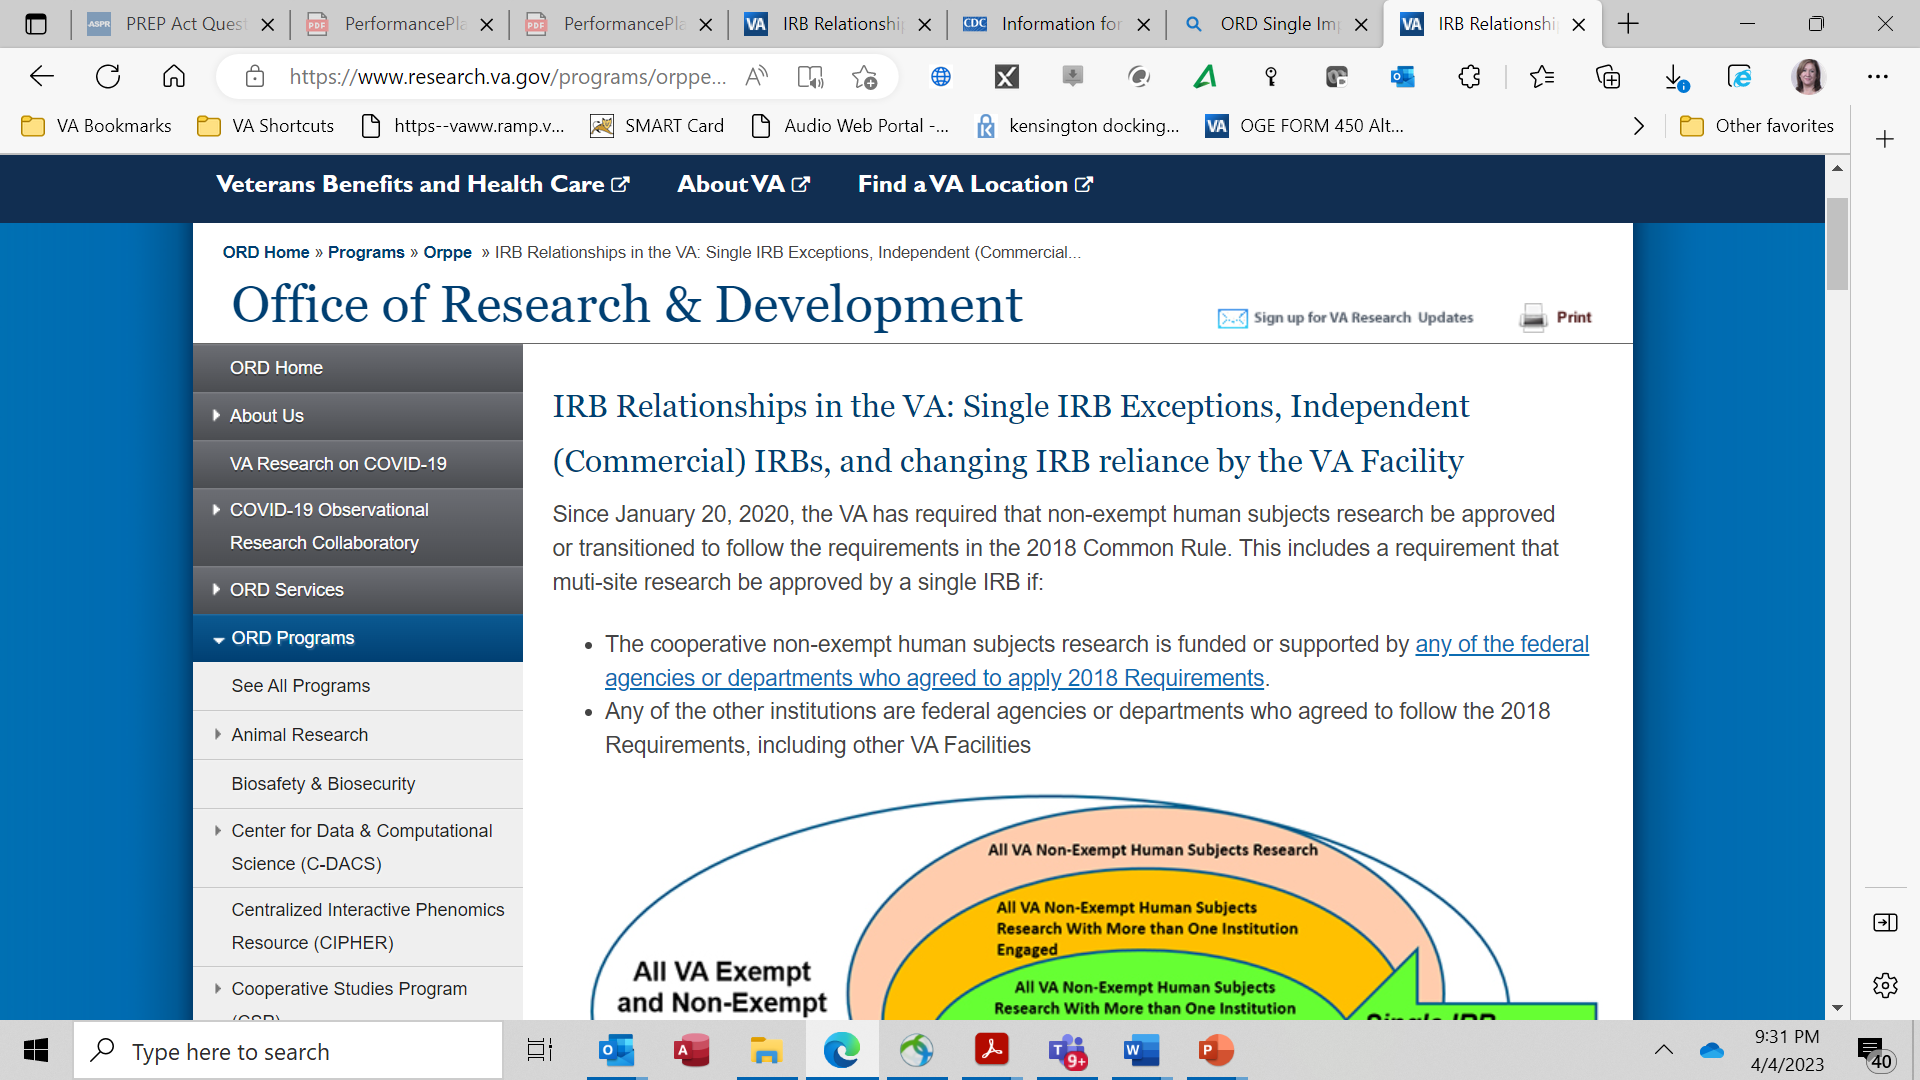 ASPR PREP Act Quest
PDF PerformancePla
PDF PerformancePla
VA IRB Relationshi
CDC Information for
ORD Single Im
VA IRB Relationshi
https://www.research.va.gov/programs/orppe...
VA Bookmarks
VA Shortcuts
https--vaww.ramp.v...
SMART Card
Audio Web Portal -...
kensington docking...
VA OGE FORM 450 Alt...
Other favorites
Veterans Benefits and Health Care
About VA
Find a VA Location
ORD Home » Programs » Orppe » IRB Relationships in the VA: Single IRB Exceptions, Independent (Commercial...
Office of Research & Development
Sign up for VA Research Updates
Print
ORD Home
About Us
VA Research on COVID-19
COVID-19 Observational
Research Collaboratory
ORD Services
ORD Programs
See All Programs
Animal Research
Biosafety & Biosecurity
Center for Data & Computational
Science (C-DACS)
Centralized Interactive Phenomics
Resource (CIPHER)
Cooperative Studies Program
(CSP)
IRB Relationships in the VA: Single IRB Exceptions, Independent
(Commercial) IRBs, and changing IRB reliance by the VA Facility
Since January 20, 2020, the VA has required that non-exempt human subjects research be approved
or transitioned to follow the requirements in the 2018 Common Rule. This includes a requirement that
muti-site research be approved by a single IRB if:
• The cooperative non-exempt human subjects research is funded or supported by any of the federal
agencies or departments who agreed to apply 2018 Requirements.
• Any of the other institutions are federal agencies or departments who agreed to follow the 2018
Requirements, including other VA Facilities
All VA Non-Exempt Human Subjects Research
All VA Non-Exempt Human Subjects
Research With More than One Institution
Engaged
All VA Exempt
and Non-Exempt
All VA Non-Exempt Human Subjects
Research With More than One Institution
Single IRB
Type here to search
9+
9:31 PM
4/4/2023
40